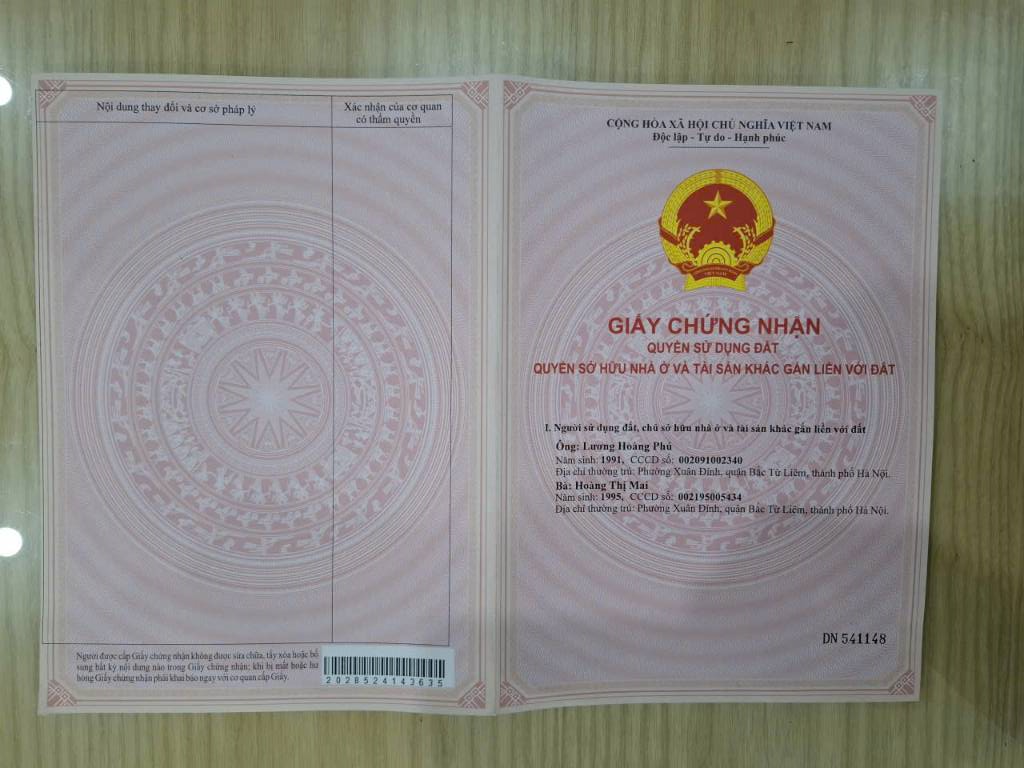 Nội dung thay đổi và cơ sở pháp lý
Xác nhận của cơ quan
có thẩm quyền
Người được cấp Giấy chứng nhận không được sửa chữa, tẩy xóa hoặc bổ
sung bất kỳ nội dung nào trong Giấy chứng nhận; khi bị mất hoặc hư
hỏng Giấy chứng nhận phải khai báo ngay với cơ quan cấp Giấy.
2028524143635
CỘNG HÒA XÃ HỘI CHỦ NGHĨA VIỆT NAM
Độc lập - Tự do - Hạnh phúc
VIỆT NAM
GIẤY CHỨNG NHẬN
QUYỀN SỬ DỤNG ĐẤT
QUYỀN SỞ HỮU NHÀ Ở VÀ TÀI SẢN KHÁC GẮN LIỀN VỚI ĐẤT
I. Người sử dụng đất, chủ sở hữu nhà ở và tài sản khác gắn liền với đất
Ông: Lương Hoàng Phú
Năm sinh: 1991, CCCD số: 002091002340
Địa chỉ thường trú: Phường Xuân Đỉnh, quận Bắc Từ Liêm, thành phố Hà Nội.
Bà: Hoàng Thị Mai
Năm sinh: 1995, CCCD số: 002195005434
Địa chỉ thường trú: Phường Xuân Đỉnh, quận Bắc Từ Liêm, thành phố Hà Nội.
DN 541148